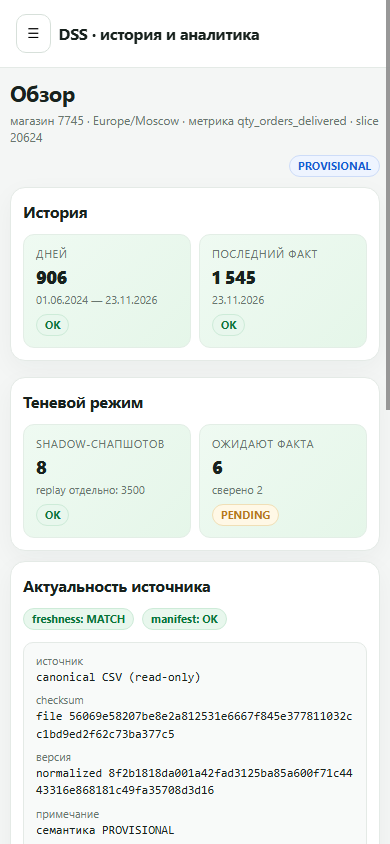 ☰ DSS · история и аналитика
Обзор
магазин 7745 · Europe/Moscow · метрика qty_orders_delivered · slice
20624
PROVISIONAL
История
ДНЕЙ
906
01.06.2024 — 23.11.2026
OK
ПОСЛЕДНИЙ ФАКТ
1 545
23.11.2026
OK
Теневой режим
SHADOW-СНАПШОТОВ
8
replay отдельно: 3500
OK
ОЖИДАЮТ ФАКТА
6
сверено 2
PENDING
Актуальность источника
freshness: MATCH
manifest: OK
источник
canonical CSV (read-only)
checksum
file 56069e58207be8e2a812531e6667f845e377811032c
c1bd9ed2f62c73ba377c5
версия
normalized 8f2b1818da001a42fad3125ba85a600f71c44
43316e868181c49fa35708d3d16
примечание
семантика PROVISIONAL